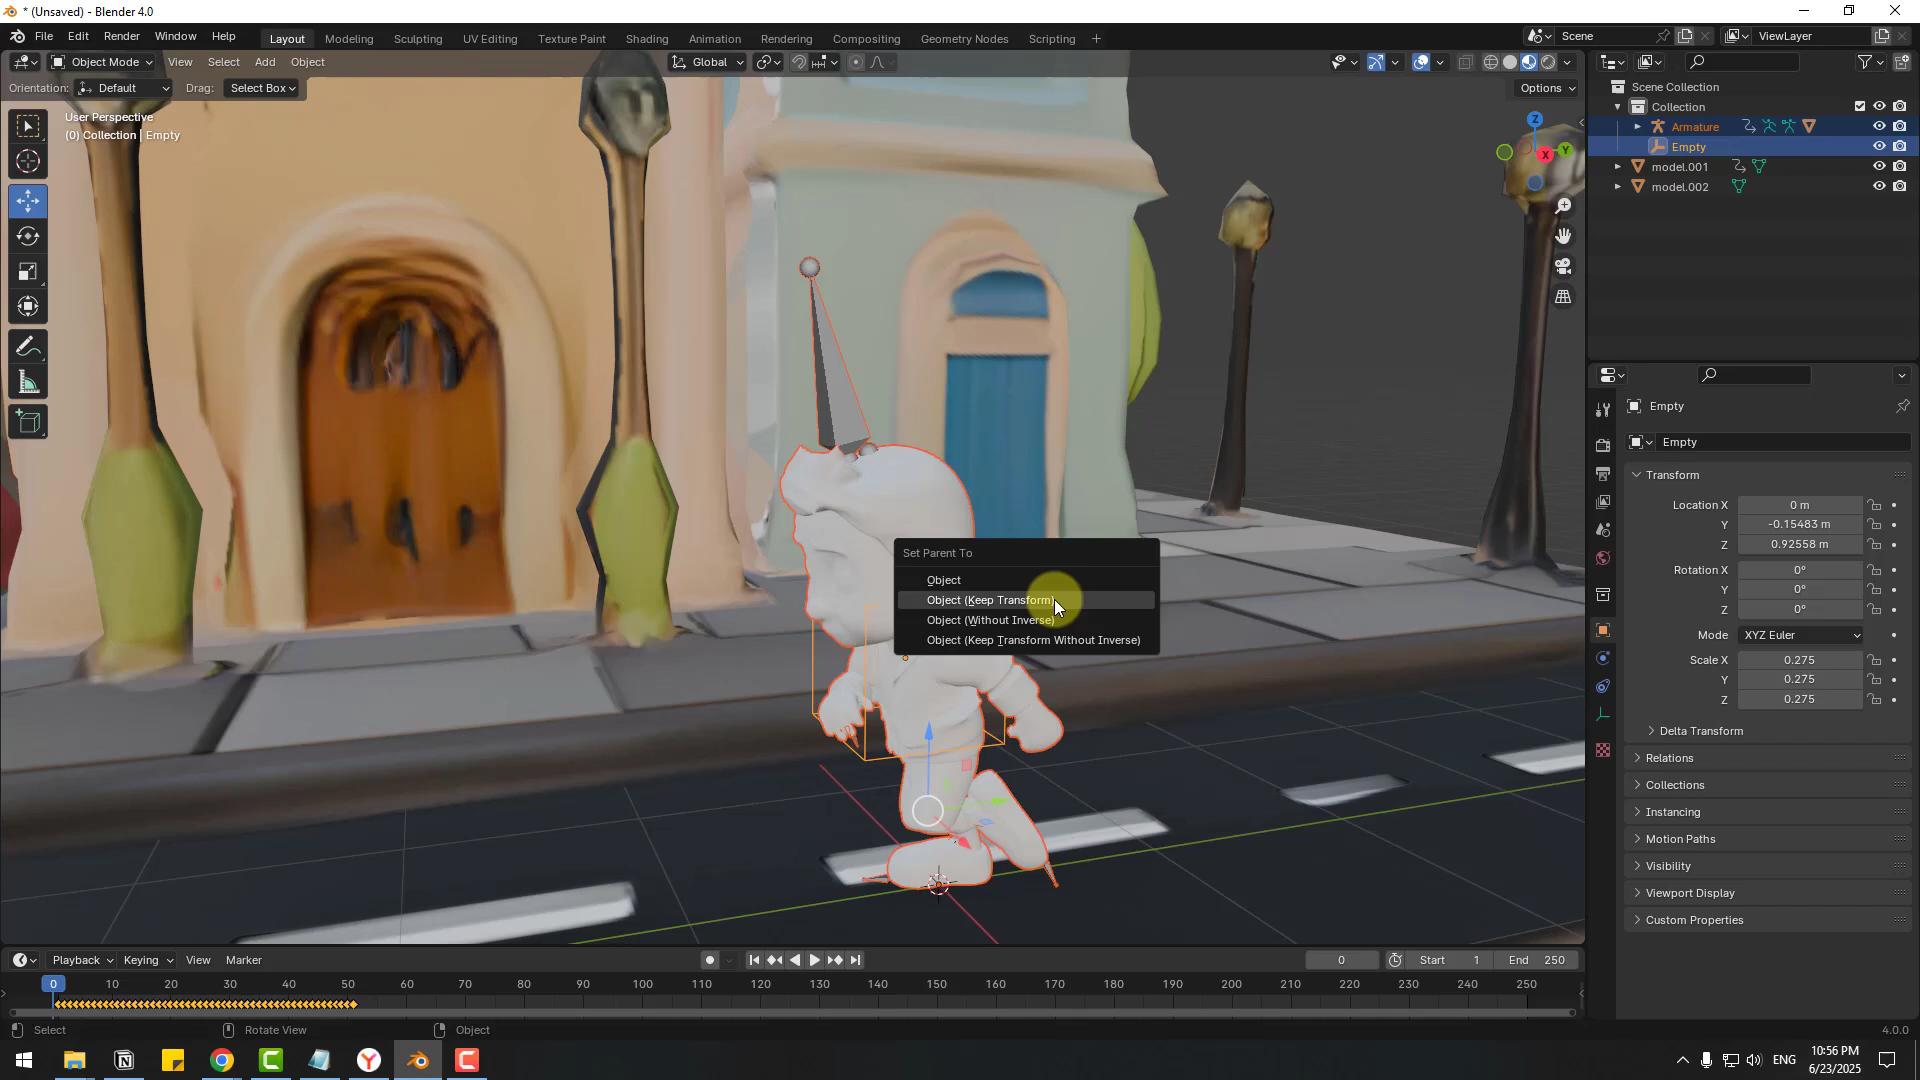 * (Unsaved) - Blender 4.0
File Edit Render Window Help
Layout Modeling Sculpting UV Editing Texture Paint Shading Animation Rendering Compositing Geometry Nodes Scripting +
Scene
ViewLayer
Object Mode View Select Add Object
Global
Orientation: Default Drag: Select Box
Options
User Perspective
(0) Collection | Empty
Z
X
Y
Scene Collection
Collection
Armature
Empty
model.001
model.002
Set Parent To
Object
Object (Keep Transform)
Object (Without Inverse)
Object (Keep Transform Without Inverse)
Empty
Empty
Transform
Location X 0 m
Y -0.15483 m
Z 0.92558 m
Rotation X 0°
Y 0°
Z 0°
Mode XYZ Euler
Scale X 0.275
Y 0.275
Z 0.275
Delta Transform
Relations
Collections
Instancing
Motion Paths
Visibility
Viewport Display
Custom Properties
Playback Keying View Marker
0
Start 1
End 250
0 10 20 30 40 50 60 70 80 90 100 110 120 130 140 150 160 170 180 190 200 210 220 230 240 250
Select
Rotate View
Object
4.0.0
ENG
10:56 PM
6/23/2025